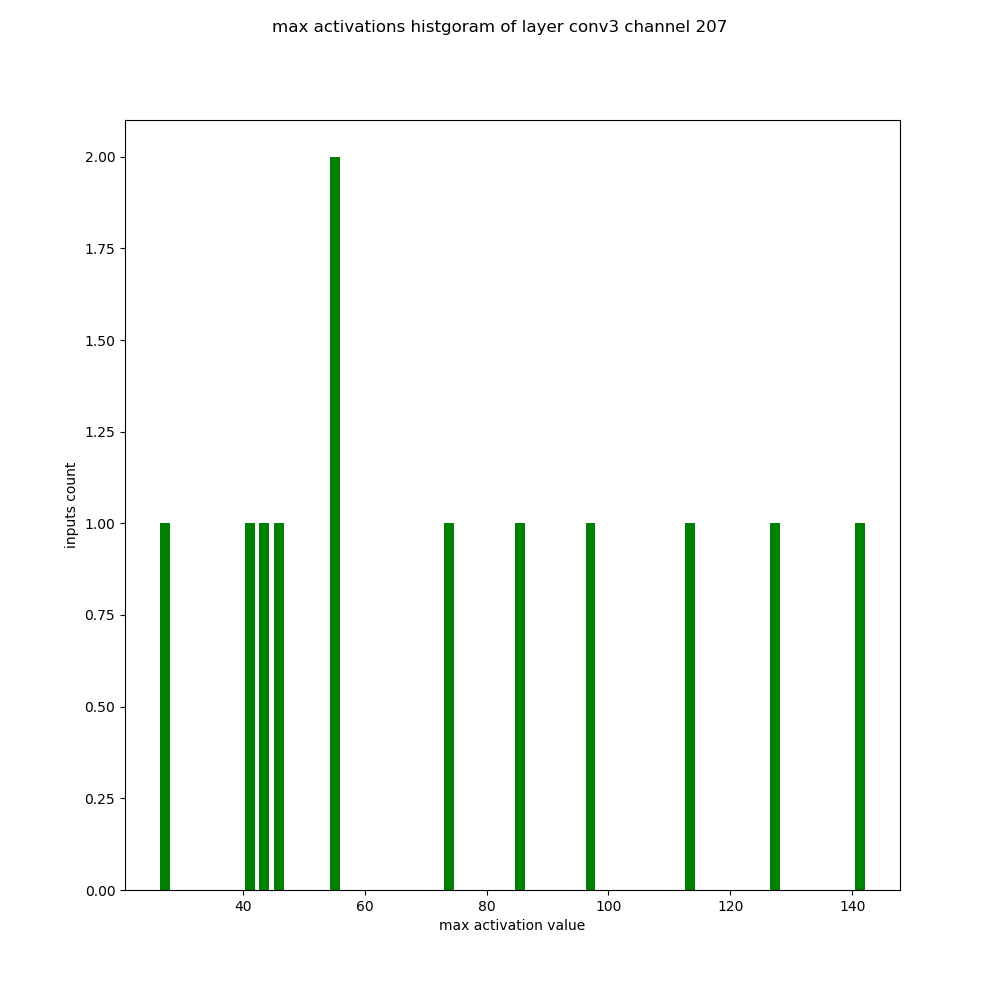 max activations histgoram of layer conv3 channel 207
2.00
1.75
1.50
1.25
1.00
0.75
0.50
0.25
0.00
inputs count
40 60 80 100 120 140
max activation value